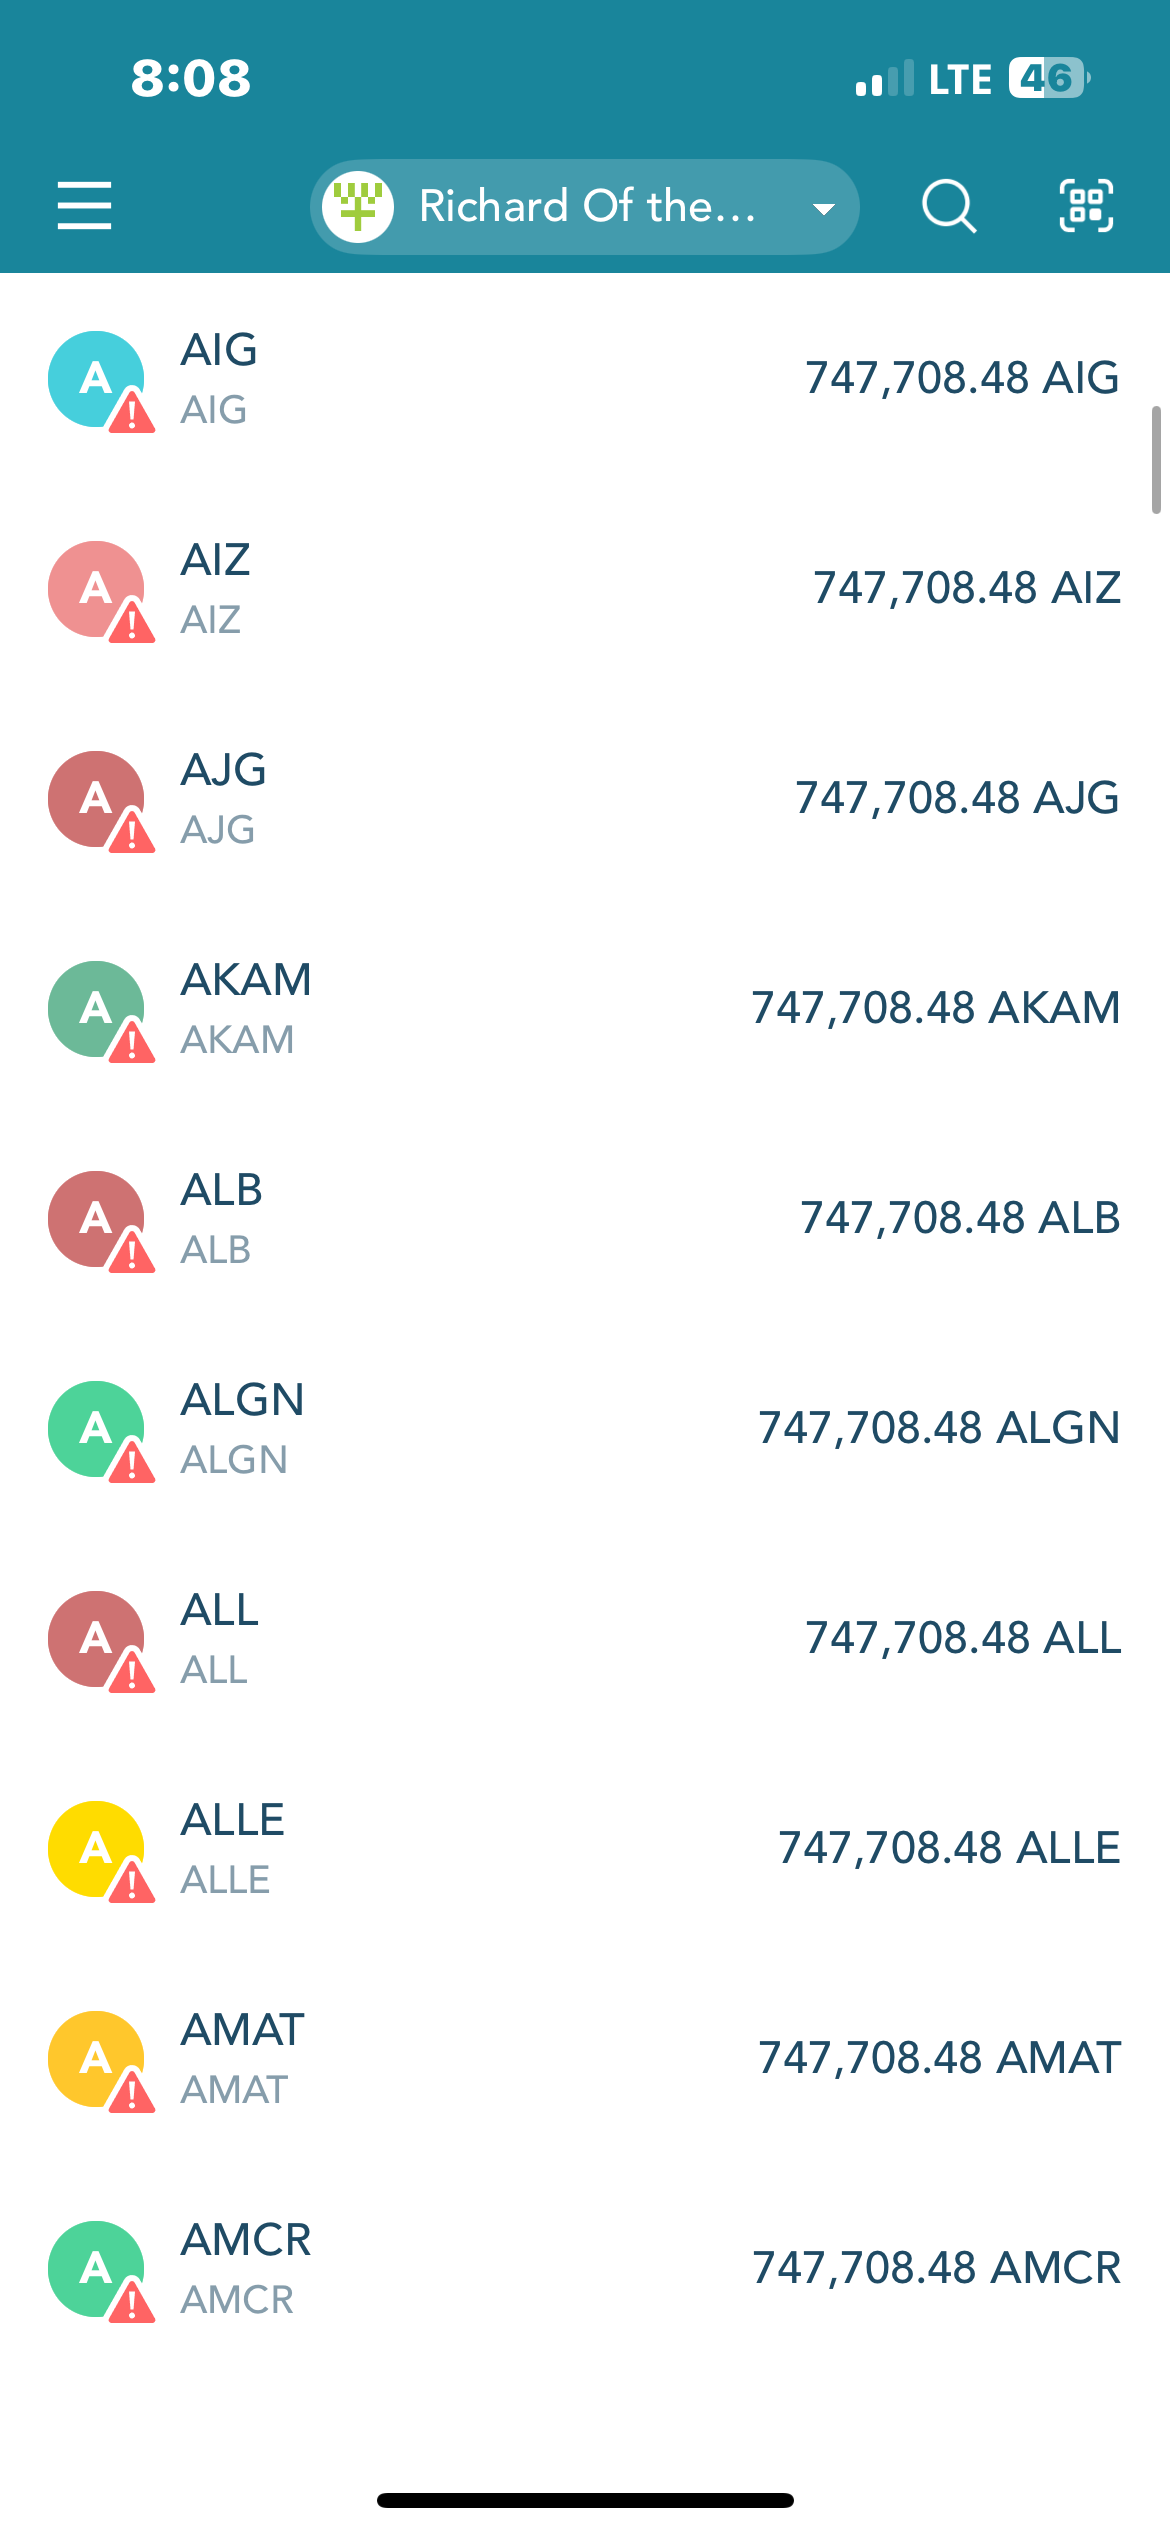 8:08 LTE 46
Richard Of the...
A AIG 747,708.48 AIG
AIG
A AIZ 747,708.48 AIZ
AIZ
A AJG 747,708.48 AJG
AJG
A AKAM 747,708.48 AKAM
AKAM
A ALB 747,708.48 ALB
ALB
A ALGN 747,708.48 ALGN
ALGN
A ALL 747,708.48 ALL
ALL
A ALLE 747,708.48 ALLE
ALLE
A AMAT 747,708.48 AMAT
AMAT
A AMCR 747,708.48 AMCR
AMCR